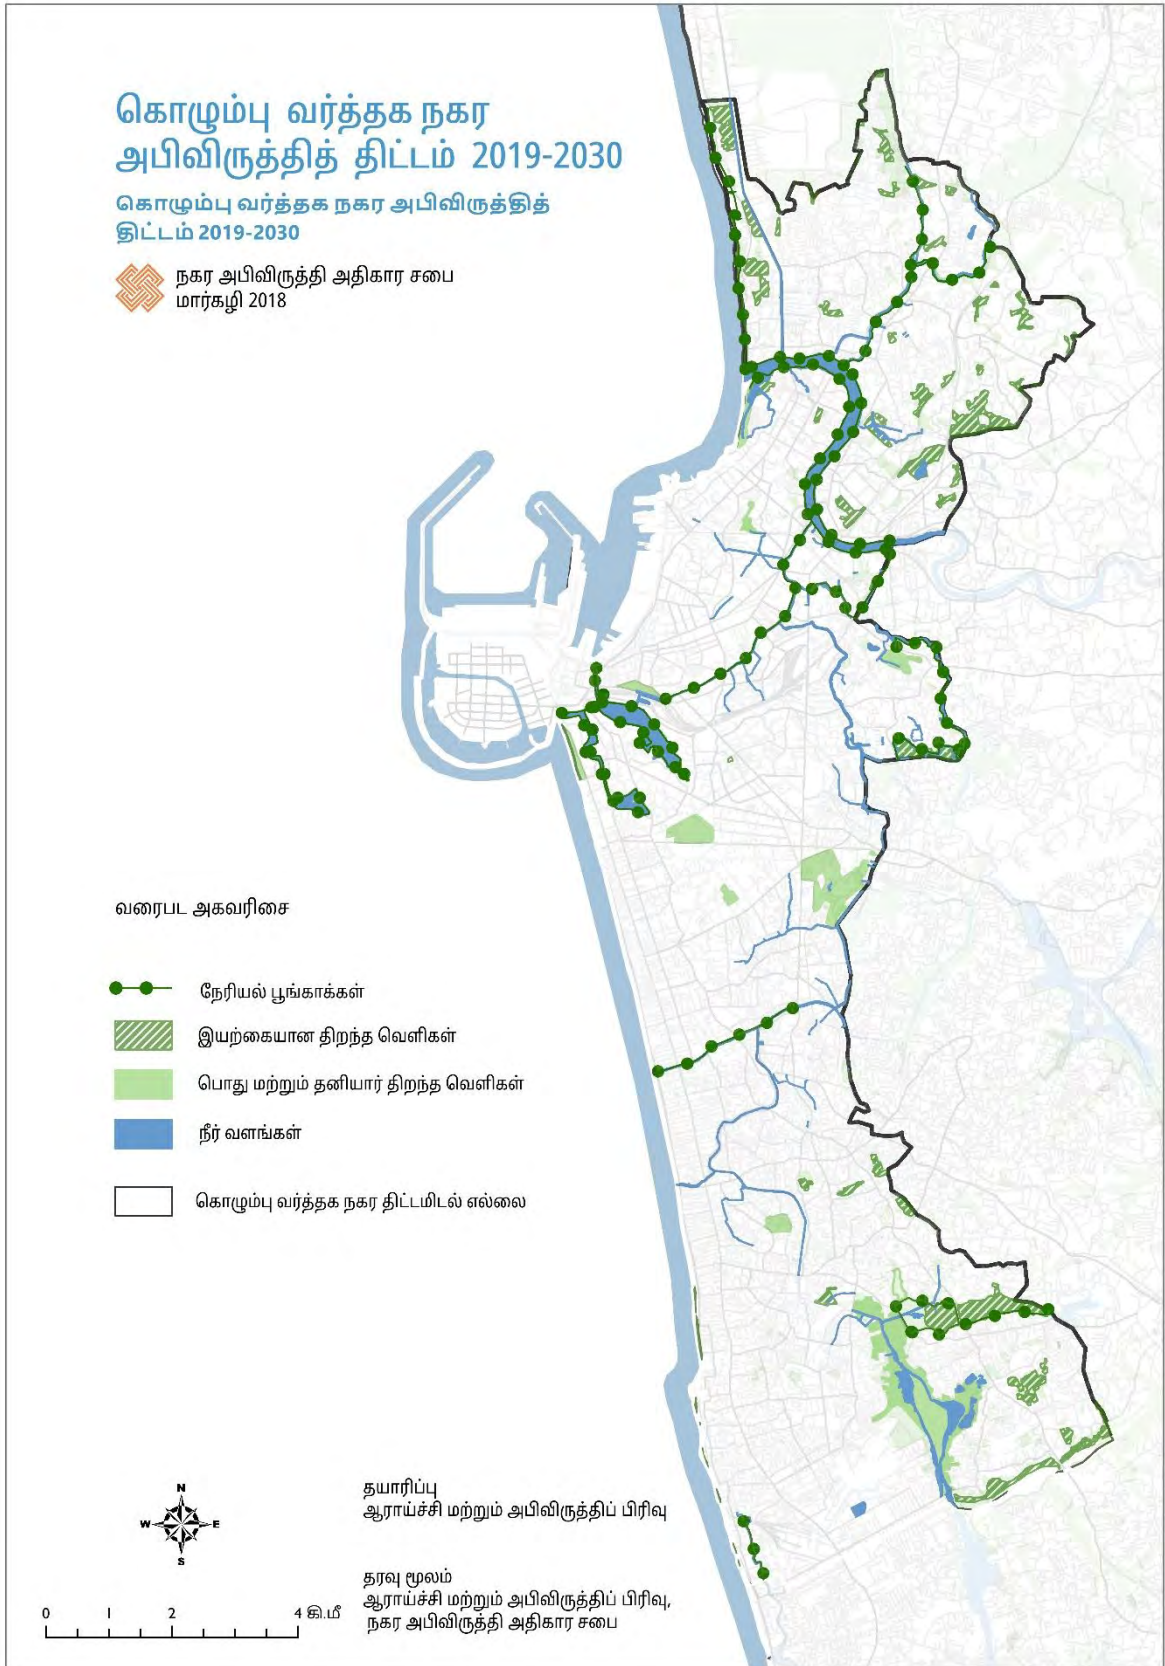 கொழும்பு வர்த்தக நகர
அபிவிருத்தித் திட்டம் 2019-2030
கொழும்பு வர்த்தக நகர அபிவிருத்தித்
திட்டம் 2019-2030
நகர அபிவிருத்தி அதிகார சபை
மார்கழி 2018
வரைபட அகவரிசை
நேரியல் பூங்காக்கள்
இயற்கையான திறந்த வெளிகள்
பொது மற்றும் தனியார் திறந்த வெளிகள்
நீர் வளங்கள்
கொழும்பு வர்த்தக நகர திட்டமிடல் எல்லை
N
W E
S
0 1 2 4 கி.மீ
தயாரிப்பு
ஆராய்ச்சி மற்றும் அபிவிருத்திப் பிரிவு
தரவு மூலம்
ஆராய்ச்சி மற்றும் அபிவிருத்திப் பிரிவு,
நகர அபிவிருத்தி அதிகார சபை